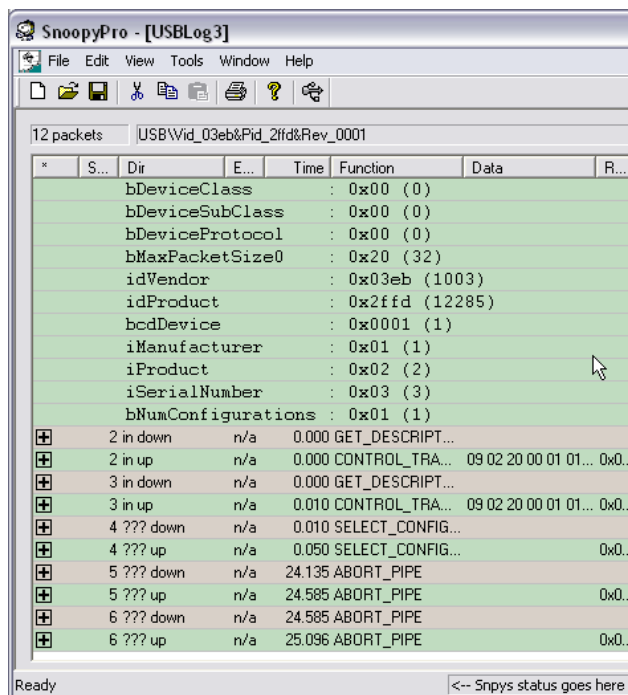 SnoopyPro - [USBLog3]
File Edit View Tools Window Help
12 packets USB\Vid_03eb&Pid_2ffd&Rev_0001
* S... Dir E... Time Function Data R...
bDeviceClass : 0x00 (0)
bDeviceSubClass : 0x00 (0)
bDeviceProtocol : 0x00 (0)
bMaxPacketSize0 : 0x20 (32)
idVendor : 0x03eb (1003)
idProduct : 0x2ffd (12285)
bcdDevice : 0x0001 (1)
iManufacturer : 0x01 (1)
iProduct : 0x02 (2)
iSerialNumber : 0x03 (3)
bNumConfigurations : 0x01 (1)
2 in down n/a 0.000 GET_DESCRIPT...
2 in up n/a 0.000 CONTROL_TRA... 09 02 20 00 01 01... 0x0..
3 in down n/a 0.000 GET_DESCRIPT...
3 in up n/a 0.010 CONTROL_TRA... 09 02 20 00 01 01... 0x0..
4 ??? down n/a 0.010 SELECT_CONFIG...
4 ??? up n/a 0.050 SELECT_CONFIG... 0x0..
5 ??? down n/a 24.135 ABORT_PIPE
5 ??? up n/a 24.585 ABORT_PIPE 0x0..
6 ??? down n/a 24.585 ABORT_PIPE
6 ??? up n/a 25.096 ABORT_PIPE 0x0..
Ready <-- Snpys status goes here